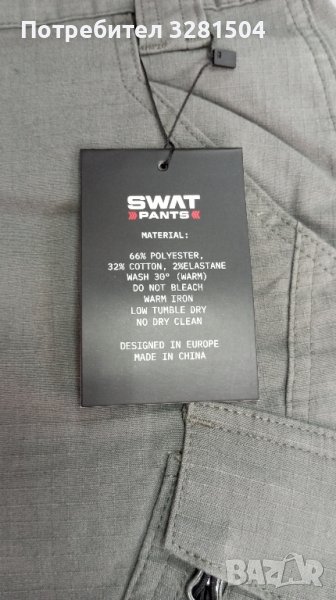 Потребител 3281504
SWAT
PANTS
MATERIAL:
66% POLYESTER,
32% COTTON, 2%ELASTANE
WASH 30° (WARM)
DO NOT BLEACH
WARM IRON
LOW TUMBLE DRY
NO DRY CLEAN
DESIGNED IN EUROPE
MADE IN CHINA
BAZAR